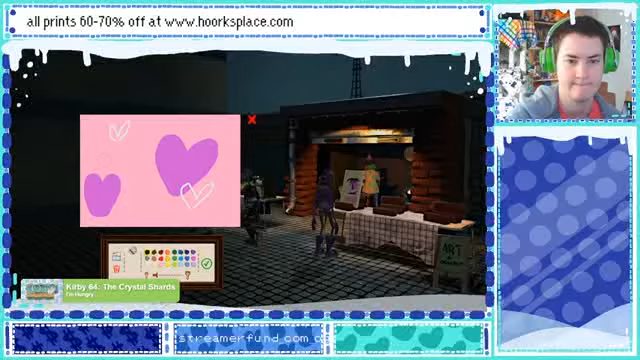 all prints 60-70% off at www.hoorksplace.com
ART
Kirby 64: The Crystal Shards
I'm Hungry
streamerfund.com